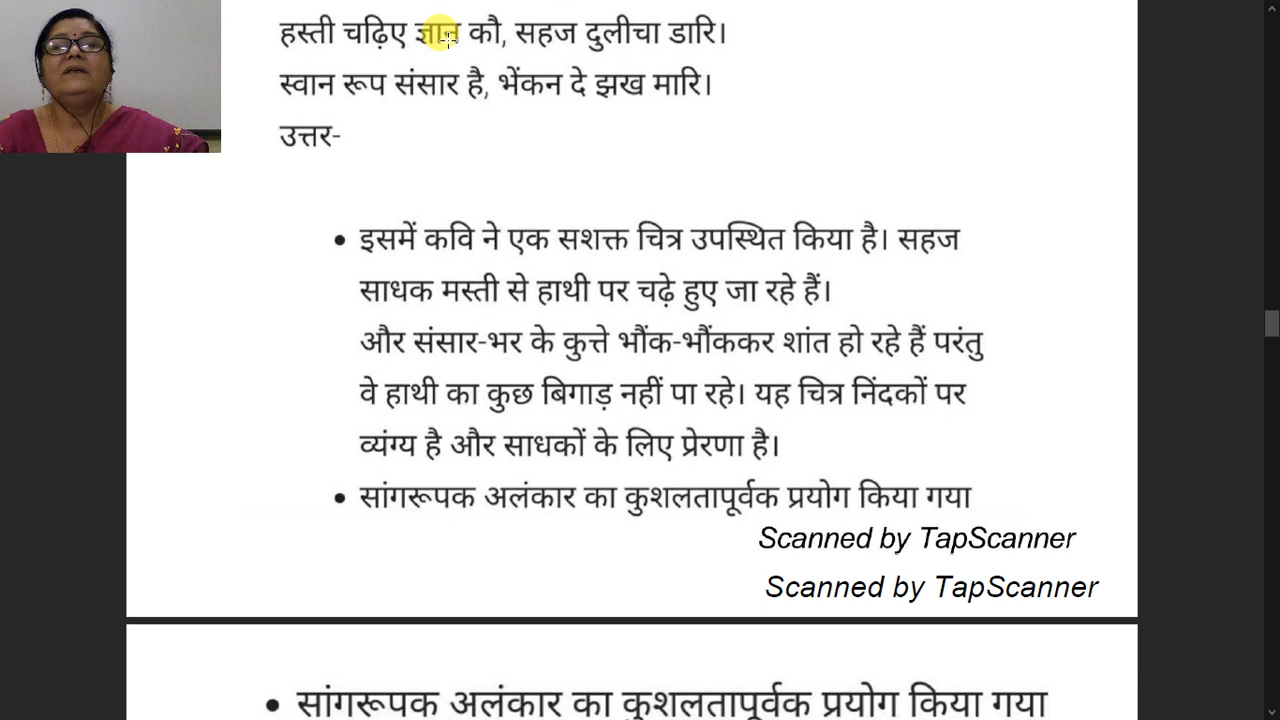 हस्ती चढ़िए ज्ञान कौ, सहज दुलीचा डारि।
स्वान रूप संसार है, भेंकन दे झख मारि।
उत्तर-
• इसमें कवि ने एक सशक्त चित्र उपस्थित किया है। सहज
साधक मस्ती से हाथी पर चढ़े हुए जा रहे हैं।
और संसार-भर के कुत्ते भौंक-भौंककर शांत हो रहे हैं परंतु
वे हाथी का कुछ बिगाड़ नहीं पा रहे। यह चित्र निंदकों पर
व्यंग्य है और साधकों के लिए प्रेरणा है।
• सांगरूपक अलंकार का कुशलतापूर्वक प्रयोग किया गया
Scanned by TapScanner
Scanned by TapScanner
• सांगरूपक अलंकार का कुशलतापूर्वक प्रयोग किया गया